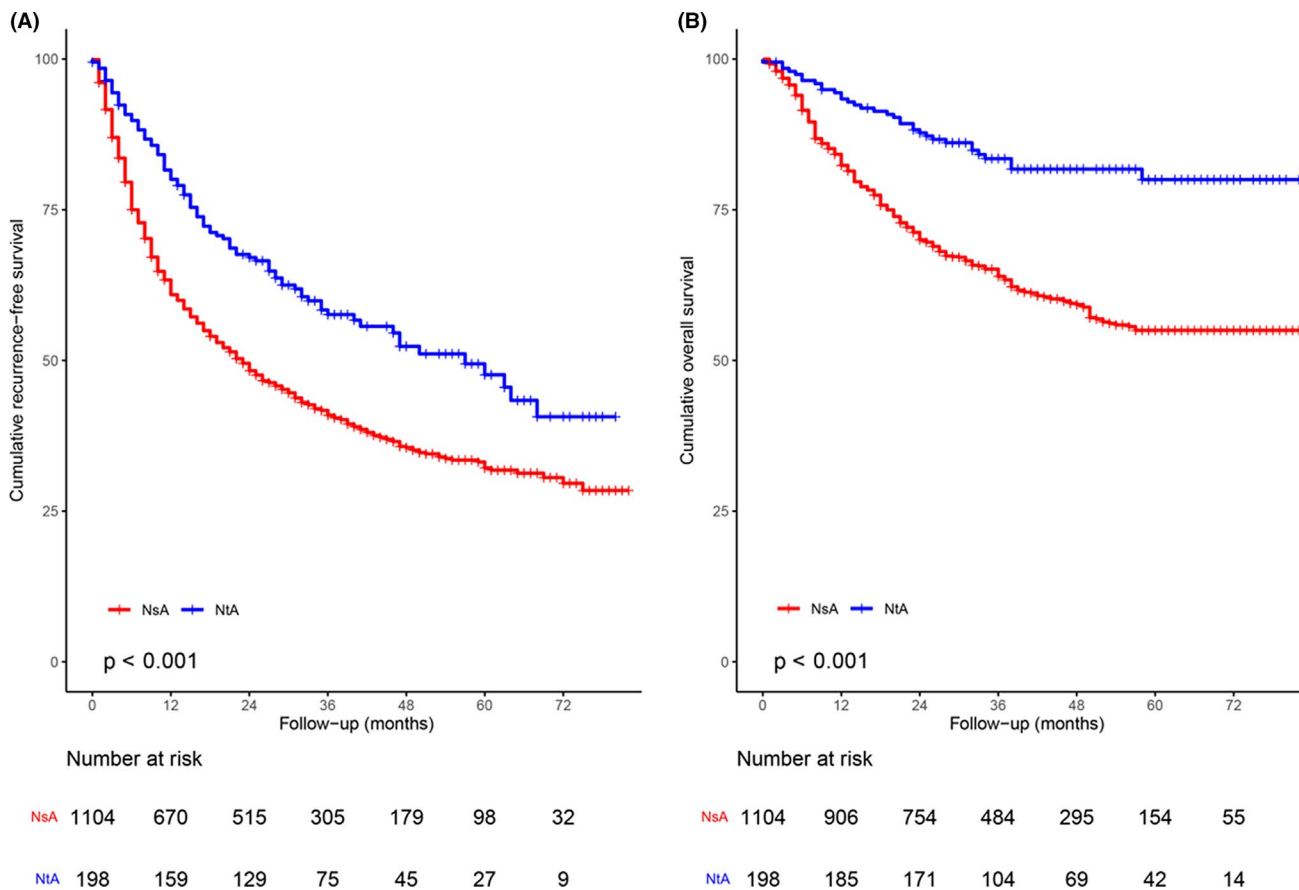 (A)
Cumulative recurrence-free survival
100
75
50
25
0
NsA NtA
p < 0.001
0 12 24 36 48 60 72
Follow-up (months)
Number at risk
NsA 1104 670 515 305 179 98 32
NtA 198 159 129 75 45 27 9
(B)
Cumulative overall survival
100
75
50
25
0
NsA NtA
p < 0.001
0 12 24 36 48 60 72
Follow-up (months)
Number at risk
NsA 1104 906 754 484 295 154 55
NtA 198 185 171 104 69 42 14